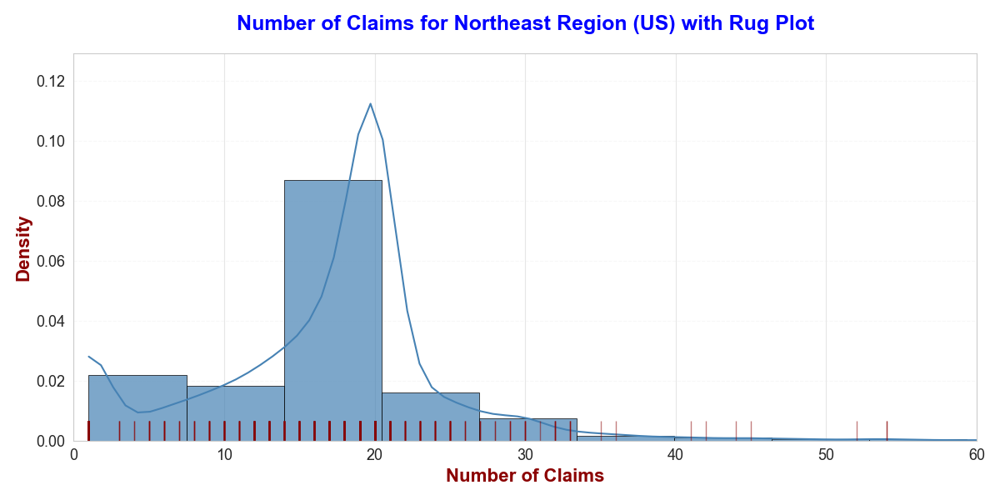 Number of Claims for Northeast Region (US) with Rug Plot
0.12
0.10
0.08
0.06
0.04
0.02
0.00
Density
0 10 20 30 40 50 60
Number of Claims